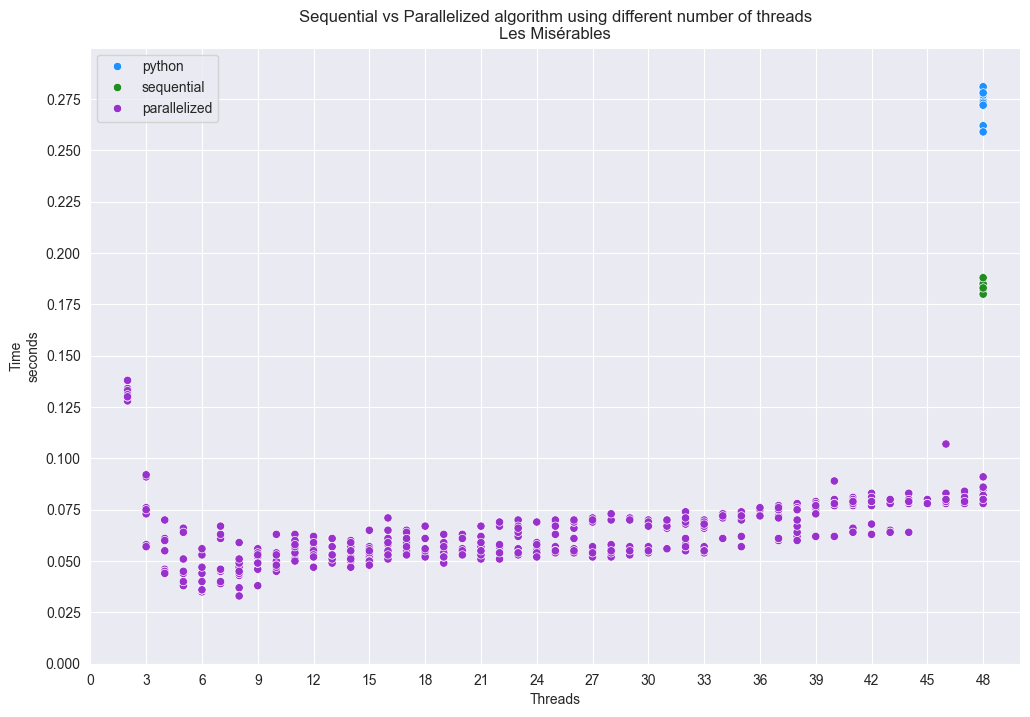 Sequential vs Parallelized algorithm using different number of threads
Les Misérables
python
sequential
parallelized
0.275
0.250
0.225
0.200
0.175
0.150
0.125
0.100
0.075
0.050
0.025
0.000
Time
seconds
0 3 6 9 12 15 18 21 24 27 30 33 36 39 42 45 48
Threads